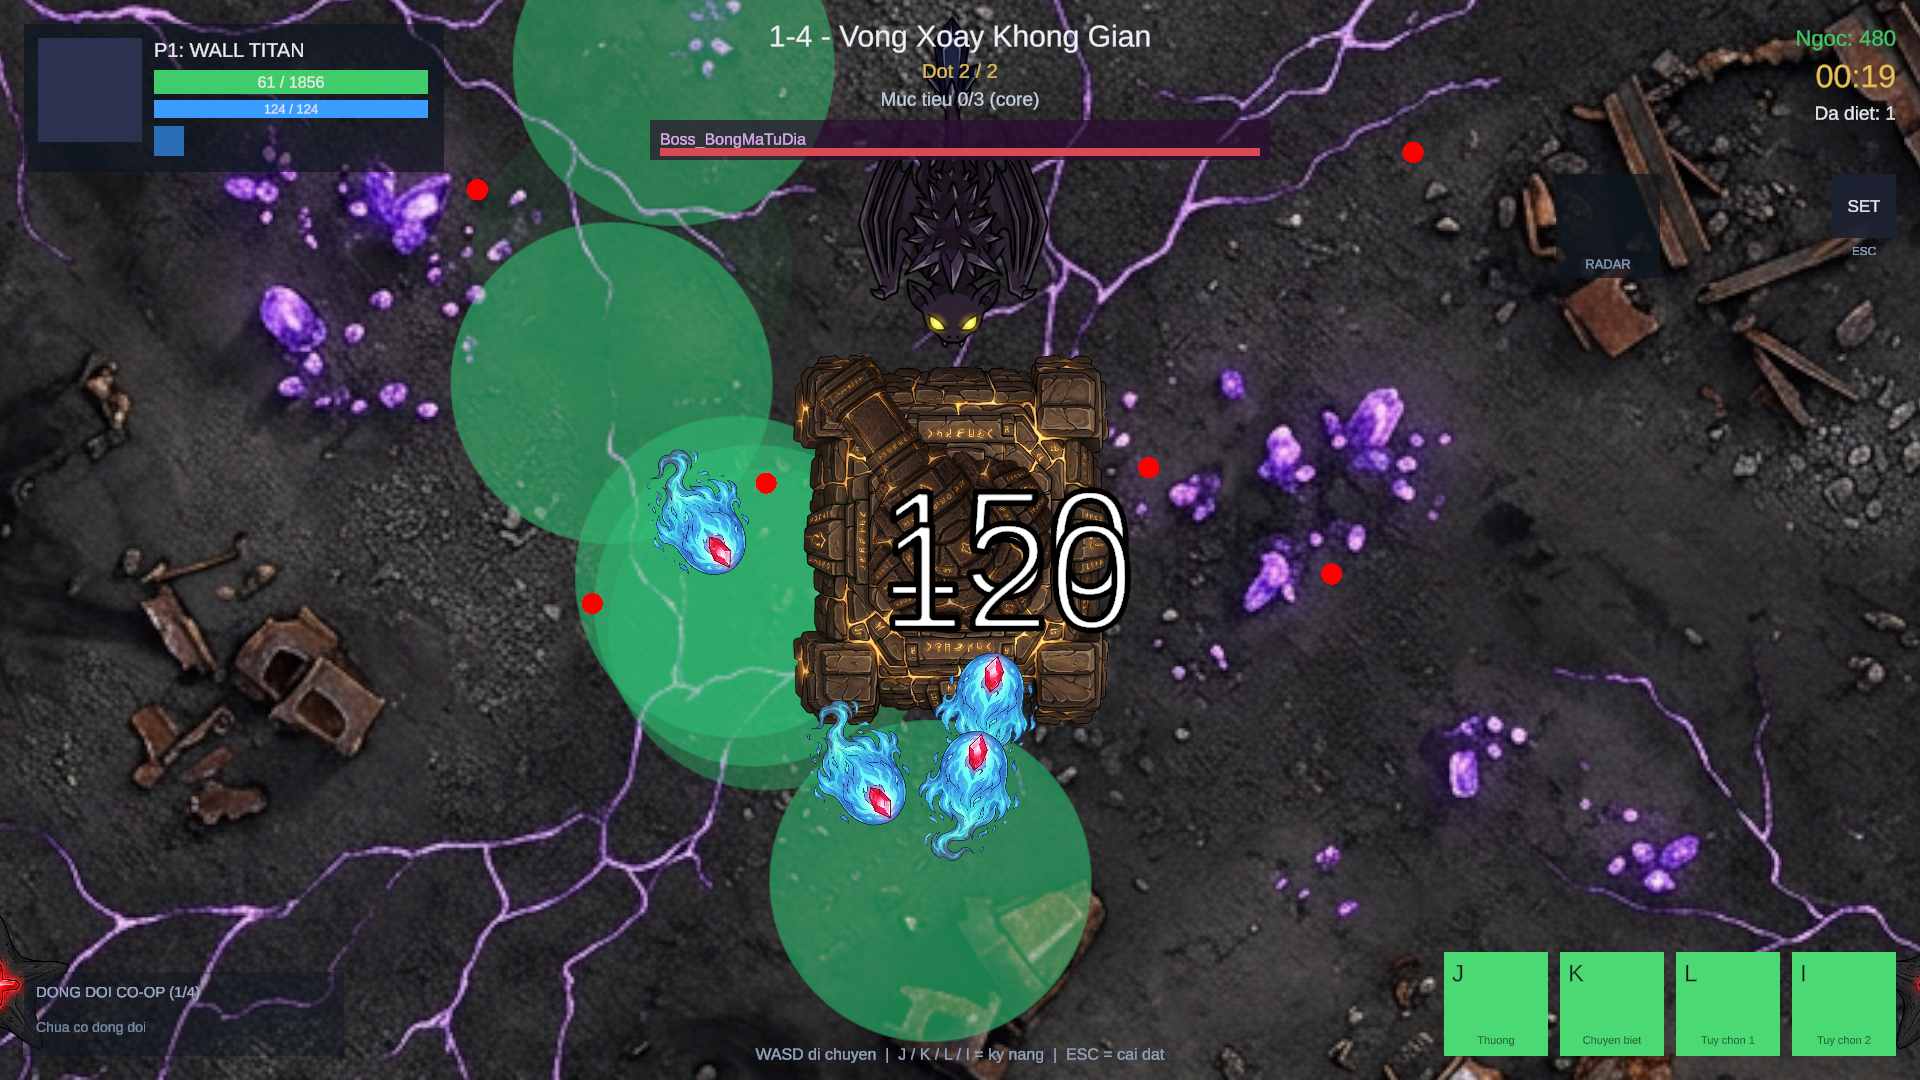 P1: WALL TITAN
61 / 1856
124 / 124
1-4 - Vong Xoay Khong Gian
Dot 2 / 2
Muc tieu 0/3 (core)
Boss_BongMaTuDia
Ngoc: 480
00:19
Da diet: 1
RADAR
SET
ESC
150
120
DONG DOI CO-OP (1/4)
Chua co dong doi
WASD di chuyen | J / K / L / I = ky nang | ESC = cai dat
J
Thuong
K
Chuyen biet
L
Tuy chon 1
I
Tuy chon 2